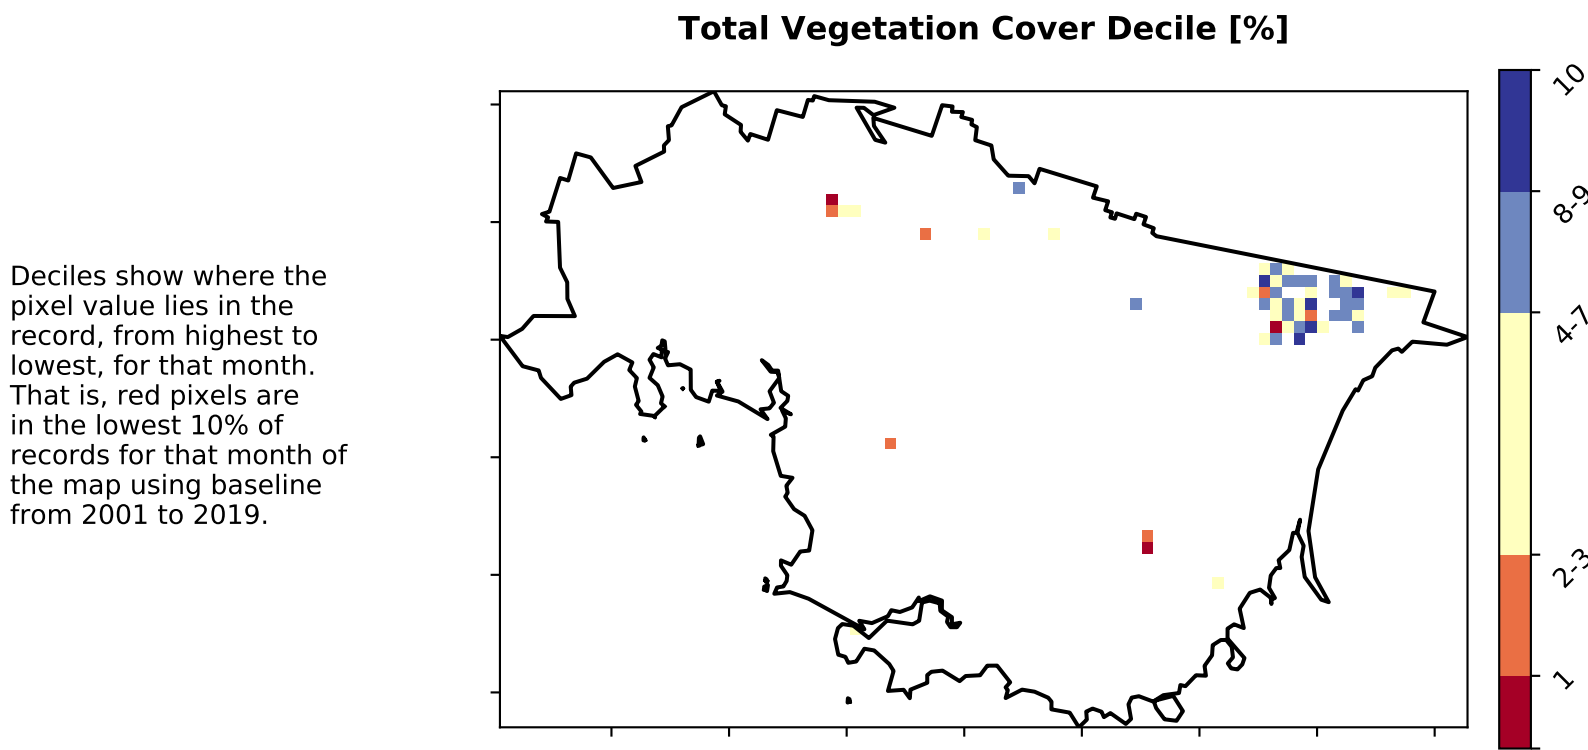 Total Vegetation Cover Decile [%]
Deciles show where the
pixel value lies in the
record, from highest to
lowest, for that month.
That is, red pixels are
in the lowest 10% of
records for that month of
the map using baseline
from 2001 to 2019.
10
8-9
4-7
2-3
1